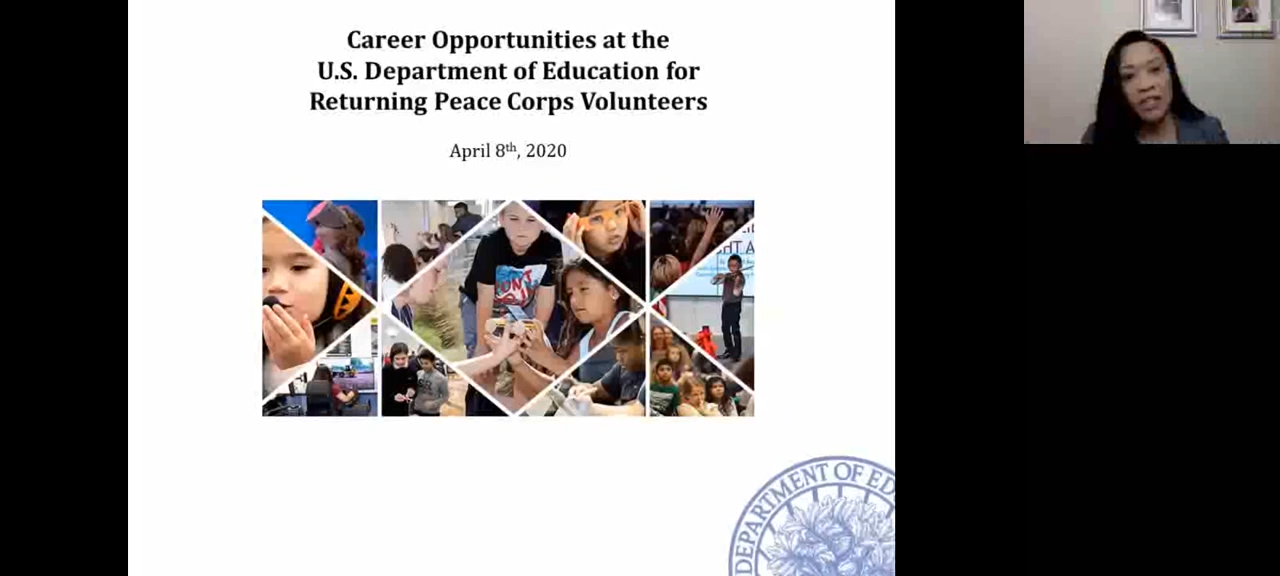 Career Opportunities at the
U.S. Department of Education for
Returning Peace Corps Volunteers
April 8th, 2020
DEPARTMENT OF ED